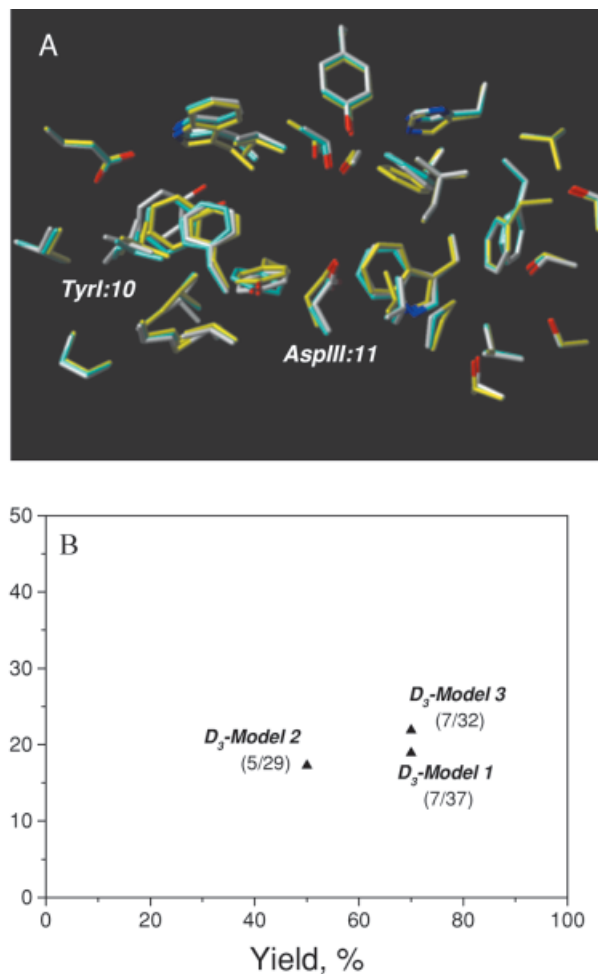 A
TyrI:10
AspIII:11
B
50
40
30
20
10
0
D3-Model 3
(7/32)
D3-Model 2
(5/29)
D3-Model 1
(7/37)
0 20 40 60 80 100
Yield, %